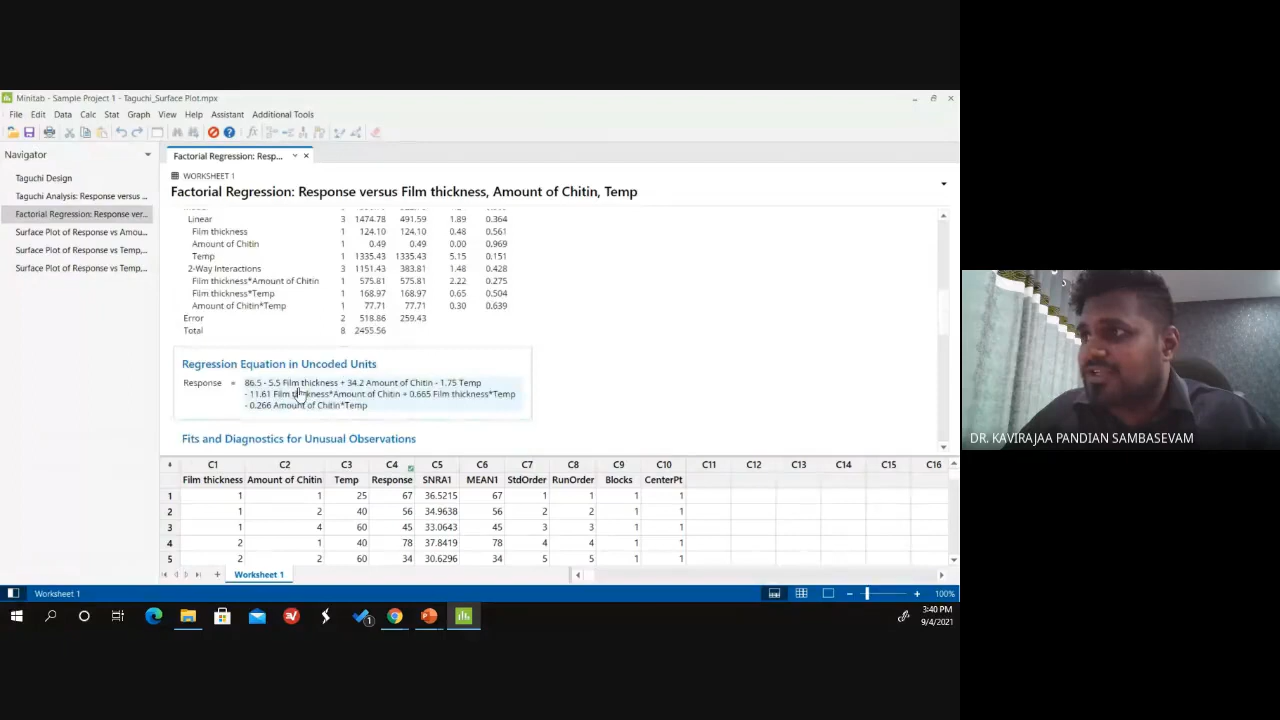 Minitab - Sample Project 1 - Taguchi_Surface Plot.mpx
File Edit Data Calc Stat Graph View Help Assistant Additional Tools
Navigator
Taguchi Design
Taguchi Analysis: Response versus ...
Factorial Regression: Response ver...
Surface Plot of Response vs Amou...
Surface Plot of Response vs Temp,...
Surface Plot of Response vs Temp,...
Factorial Regression: Resp...
WORKSHEET 1
Factorial Regression: Response versus Film thickness, Amount of Chitin, Temp
Linear 3 1474.78 491.59 1.89 0.364
Film thickness 1 124.10 124.10 0.48 0.561
Amount of Chitin 1 0.49 0.49 0.00 0.969
Temp 1 1335.43 1335.43 5.15 0.151
2-Way Interactions 3 1151.43 383.81 1.48 0.428
Film thickness*Amount of Chitin 1 575.81 575.81 2.22 0.275
Film thickness*Temp 1 168.97 168.97 0.65 0.504
Amount of Chitin*Temp 1 77.71 77.71 0.30 0.639
Error 2 518.86 259.43
Total 8 2455.56
Regression Equation in Uncoded Units
Response = 86.5 - 5.5 Film thickness + 34.2 Amount of Chitin - 1.75 Temp
- 11.61 Film thickness*Amount of Chitin + 0.665 Film thickness*Temp
- 0.266 Amount of Chitin*Temp
Fits and Diagnostics for Unusual Observations
C1 C2 C3 C4 C5 C6 C7 C8 C9 C10 C11 C12 C13 C14 C15 C16
Film thickness Amount of Chitin Temp Response SNRA1 MEAN1 StdOrder RunOrder Blocks CenterPt
1 1 1 25 67 36.5215 67 1 1 1 1
2 1 2 40 56 34.9638 56 2 2 1 1
3 1 4 60 45 33.0643 45 3 3 1 1
4 2 1 40 78 37.8419 78 4 4 1 1
5 2 2 60 34 30.6296 34 5 5 1 1
Worksheet 1
Worksheet 1
100%
3:40 PM
9/4/2021
DR. KAVIRAJAA PANDIAN SAMBASEVAM